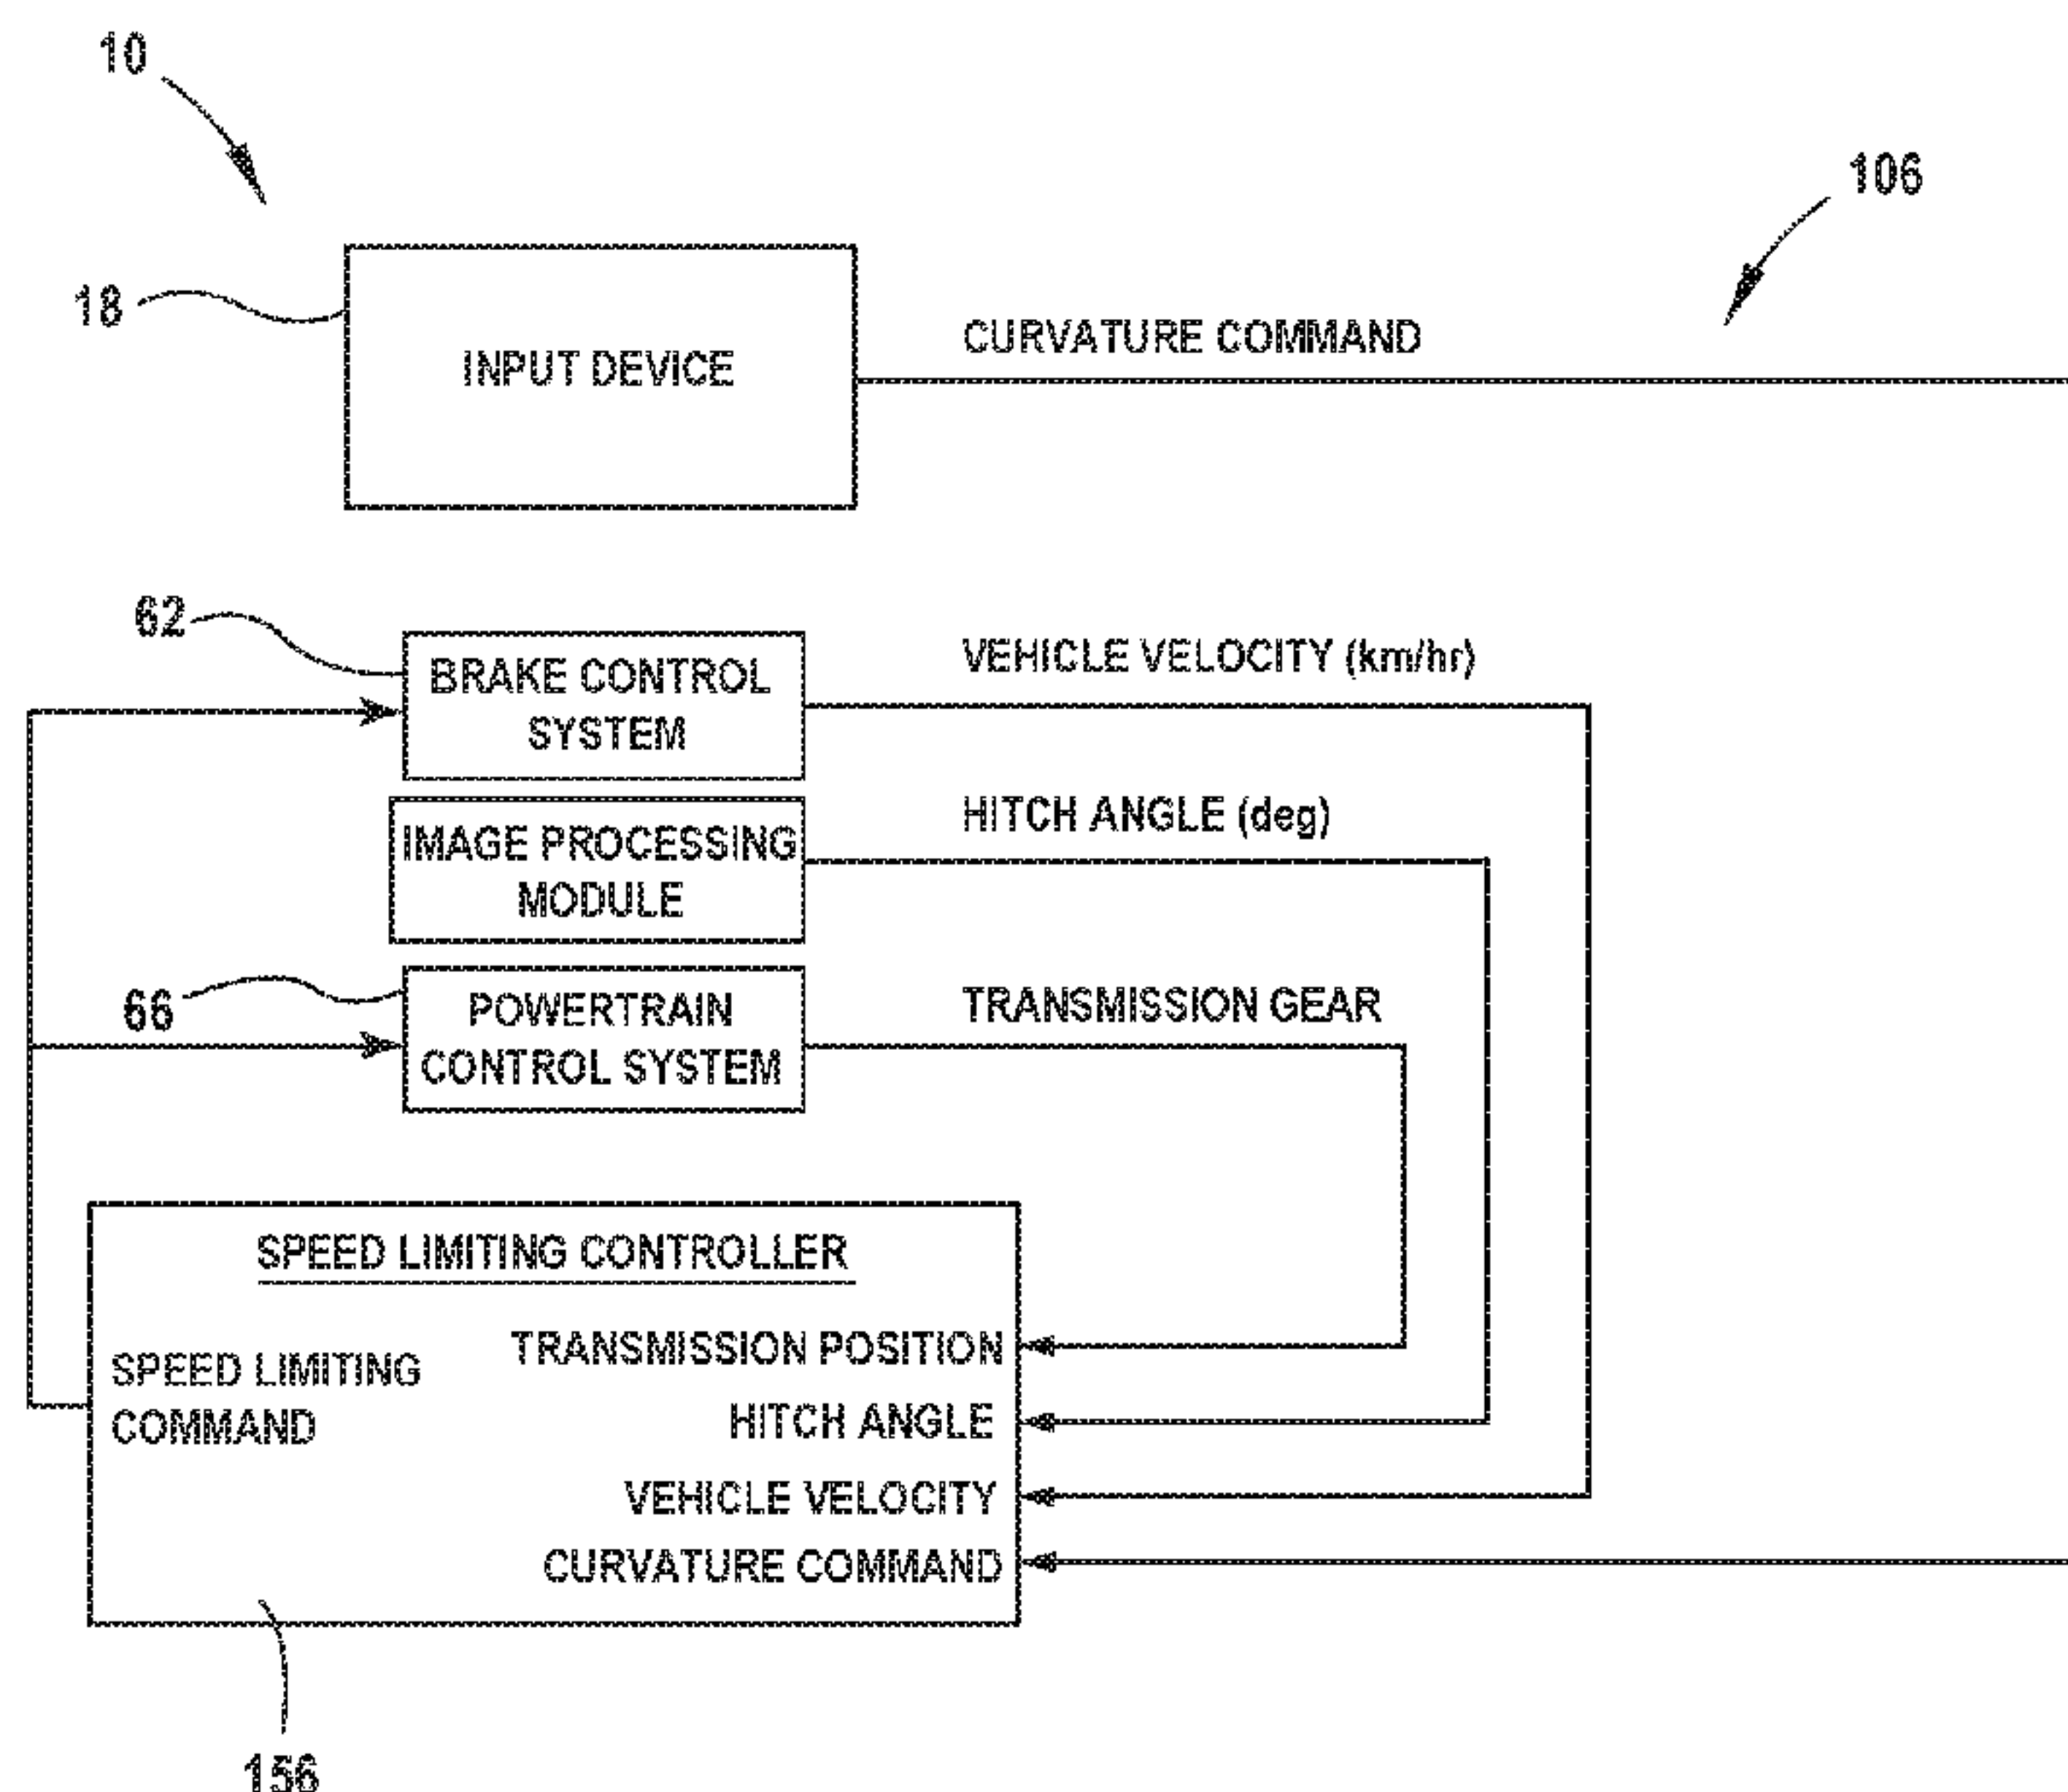 10
106
18
INPUT DEVICE
CURVATURE COMMAND
62
BRAKE CONTROL
SYSTEM
VEHICLE VELOCITY (km/hr)
IMAGE PROCESSING
MODULE
HITCH ANGLE (deg)
66
POWERTRAIN
CONTROL SYSTEM
TRANSMISSION GEAR
SPEED LIMITING CONTROLLER
SPEED LIMITING
COMMAND
TRANSMISSION POSITION
HITCH ANGLE
VEHICLE VELOCITY
CURVATURE COMMAND
156